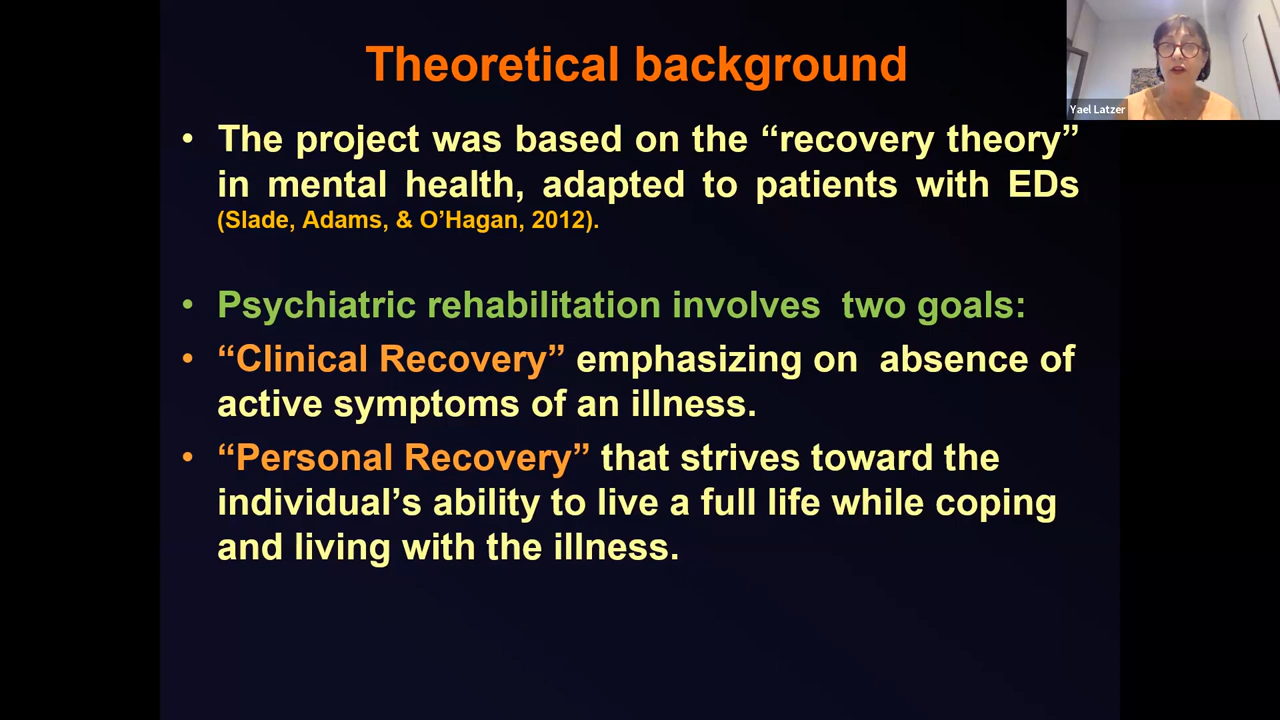 Theoretical background
Yael Latzer
• The project was based on the “recovery theory”
in mental health, adapted to patients with EDs
(Slade, Adams, & O’Hagan, 2012).
• Psychiatric rehabilitation involves  two goals:
• “Clinical Recovery” emphasizing on  absence of
active symptoms of an illness.
• “Personal Recovery” that strives toward the
individual’s ability to live a full life while coping
and living with the illness.